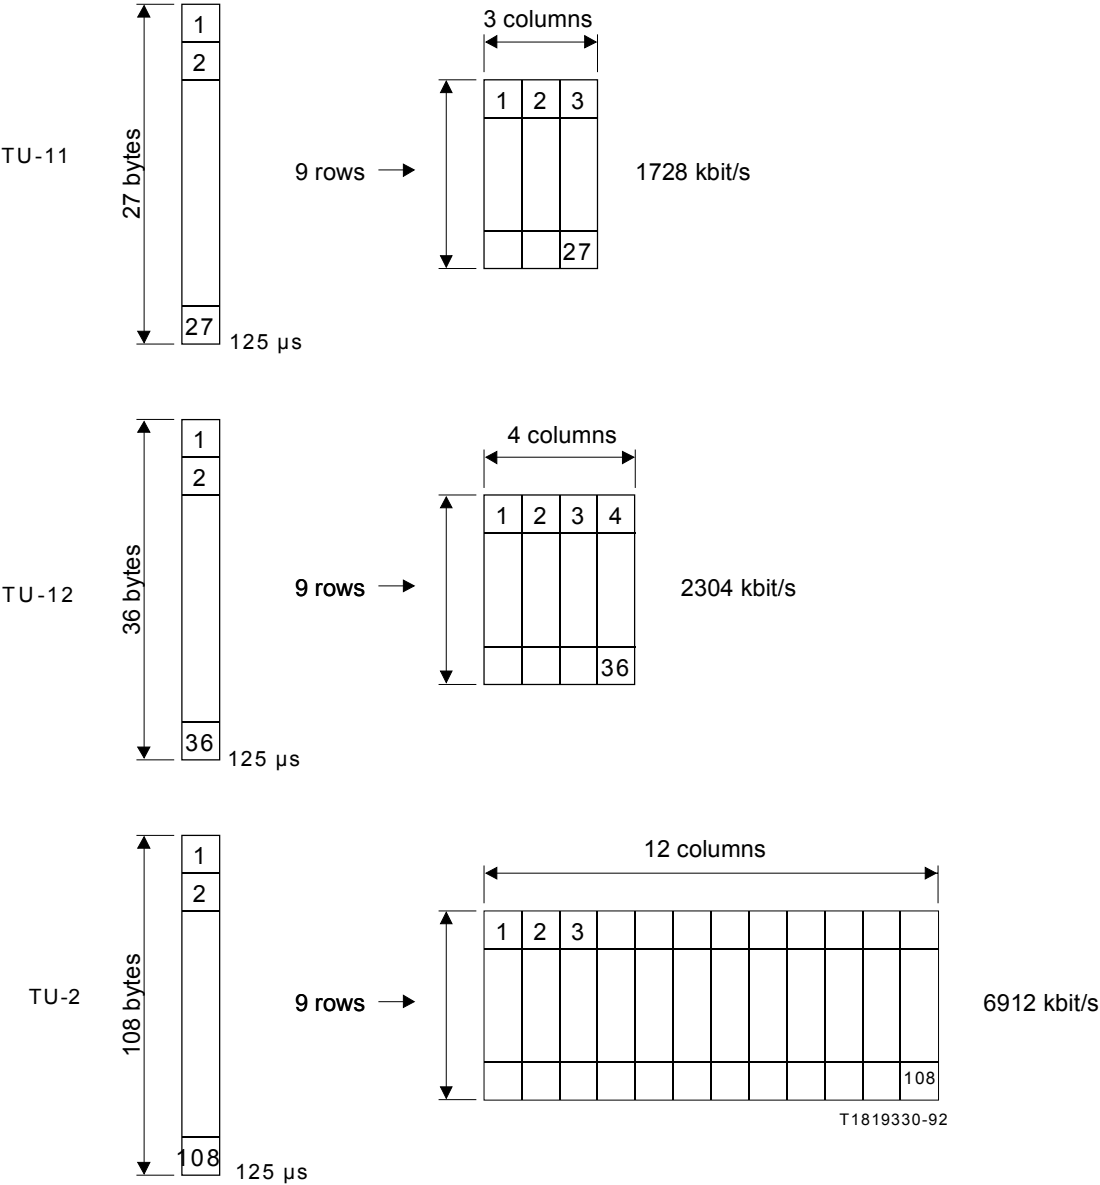 3 columns
1
2
1 2 3
TU-11
27 bytes
9 rows
1728 kbit/s
27
27
125 µs
4 columns
1
2
1 2 3 4
TU-12
36 bytes
9 rows
2304 kbit/s
36
36
125 µs
12 columns
1
2
1 2 3
TU-2
108 bytes
9 rows
6912 kbit/s
108
T1819330-92
108
125 µs